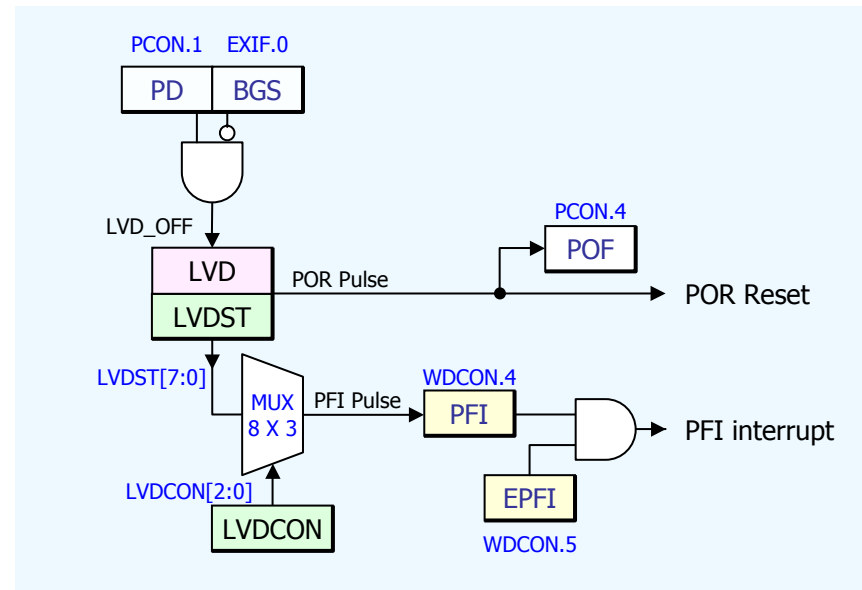 PCON.1 EXIF.0
PD BGS
LVD_OFF
PCON.4
POF
LVD
POR Pulse
POR Reset
LVDST
LVDST[7:0]
WDCON.4
MUX
8 X 3
PFI Pulse
PFI
PFI interrupt
LVDCON[2:0]
EPFI
LVDCON
WDCON.5